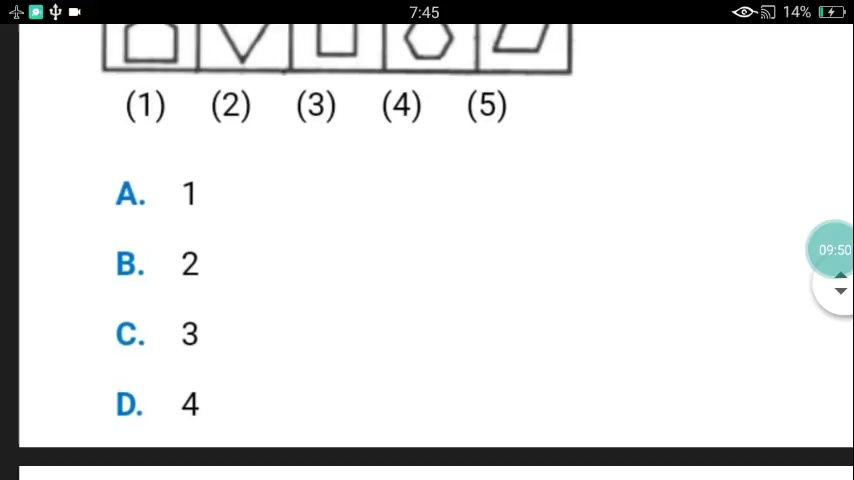 7:45
14%
(1) (2) (3) (4) (5)
A. 1
B. 2
09:50
C. 3
D. 4